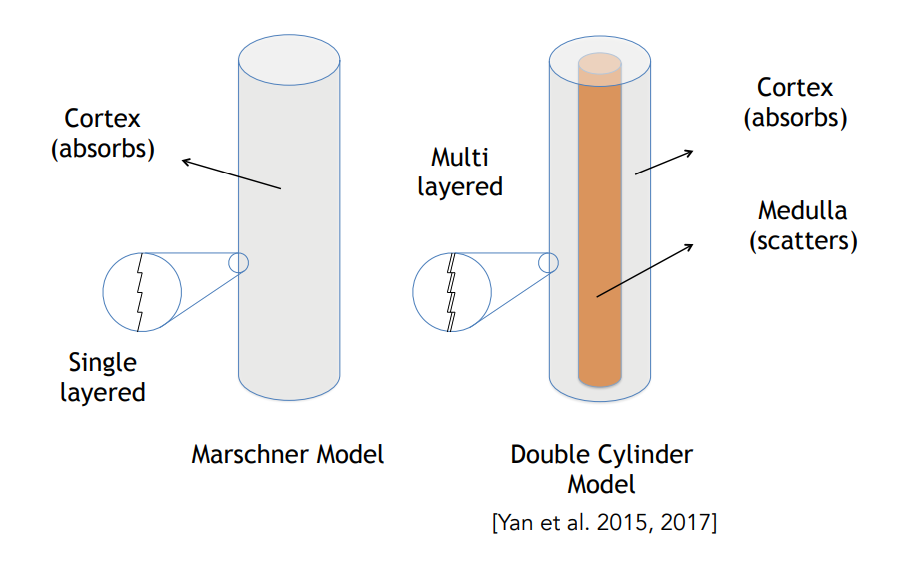 Cortex
(absorbs)
Single
layered
Marschner Model
Multi
layered
Cortex
(absorbs)
Medulla
(scatters)
Double Cylinder
Model
[Yan et al. 2015, 2017]